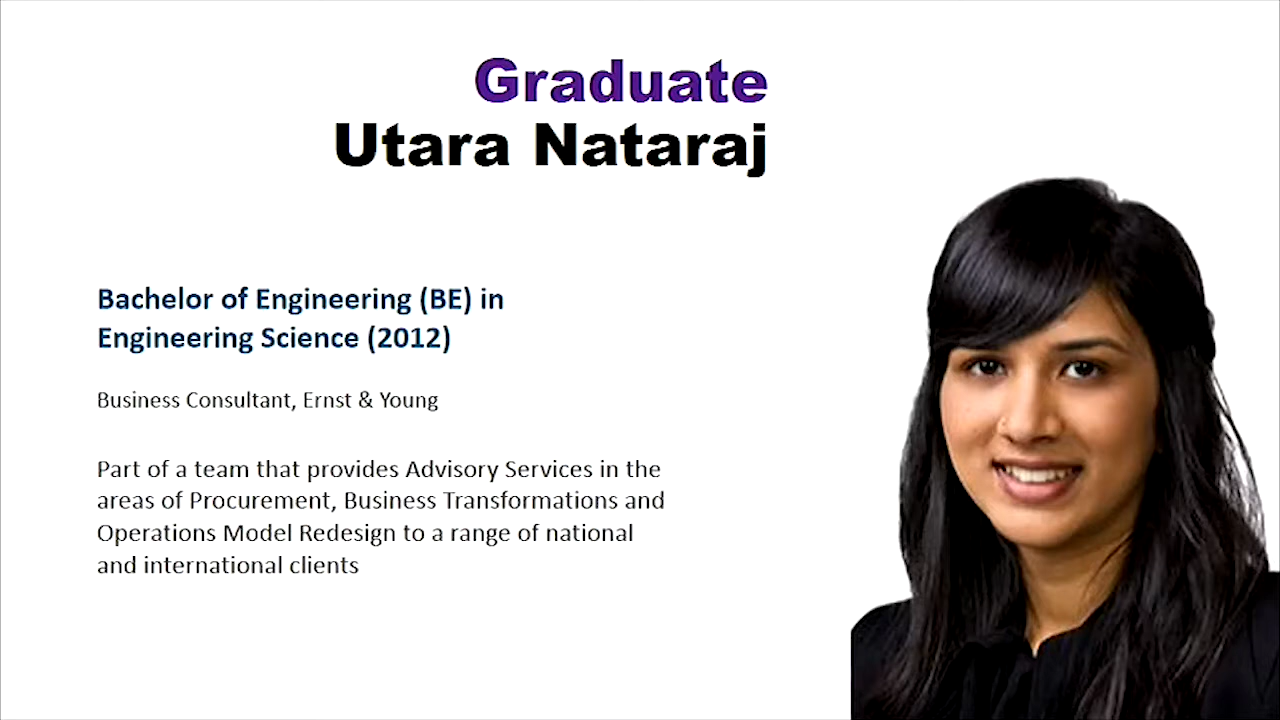 Graduate
Utara Nataraj
Bachelor of Engineering (BE) in
Engineering Science (2012)
Business Consultant, Ernst & Young
Part of a team that provides Advisory Services in the
areas of Procurement, Business Transformations and
Operations Model Redesign to a range of national
and international clients